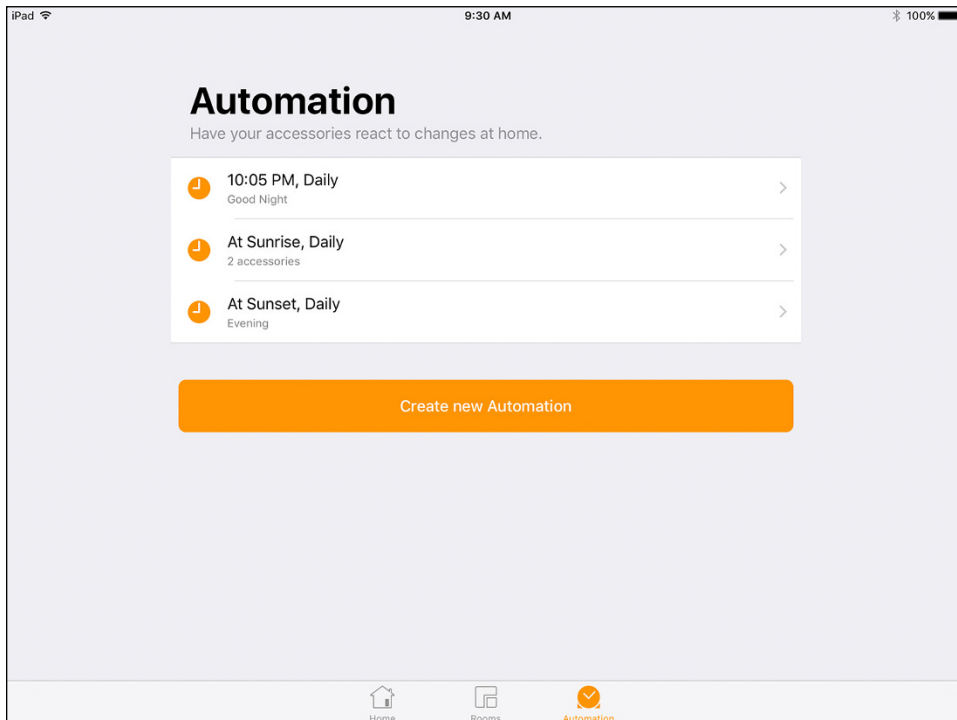 iPad 9:30 AM 100%
Automation
Have your accessories react to changes at home.
10:05 PM, Daily
Good Night
At Sunrise, Daily
2 accessories
At Sunset, Daily
Evening
Create new Automation
Home Rooms Automation